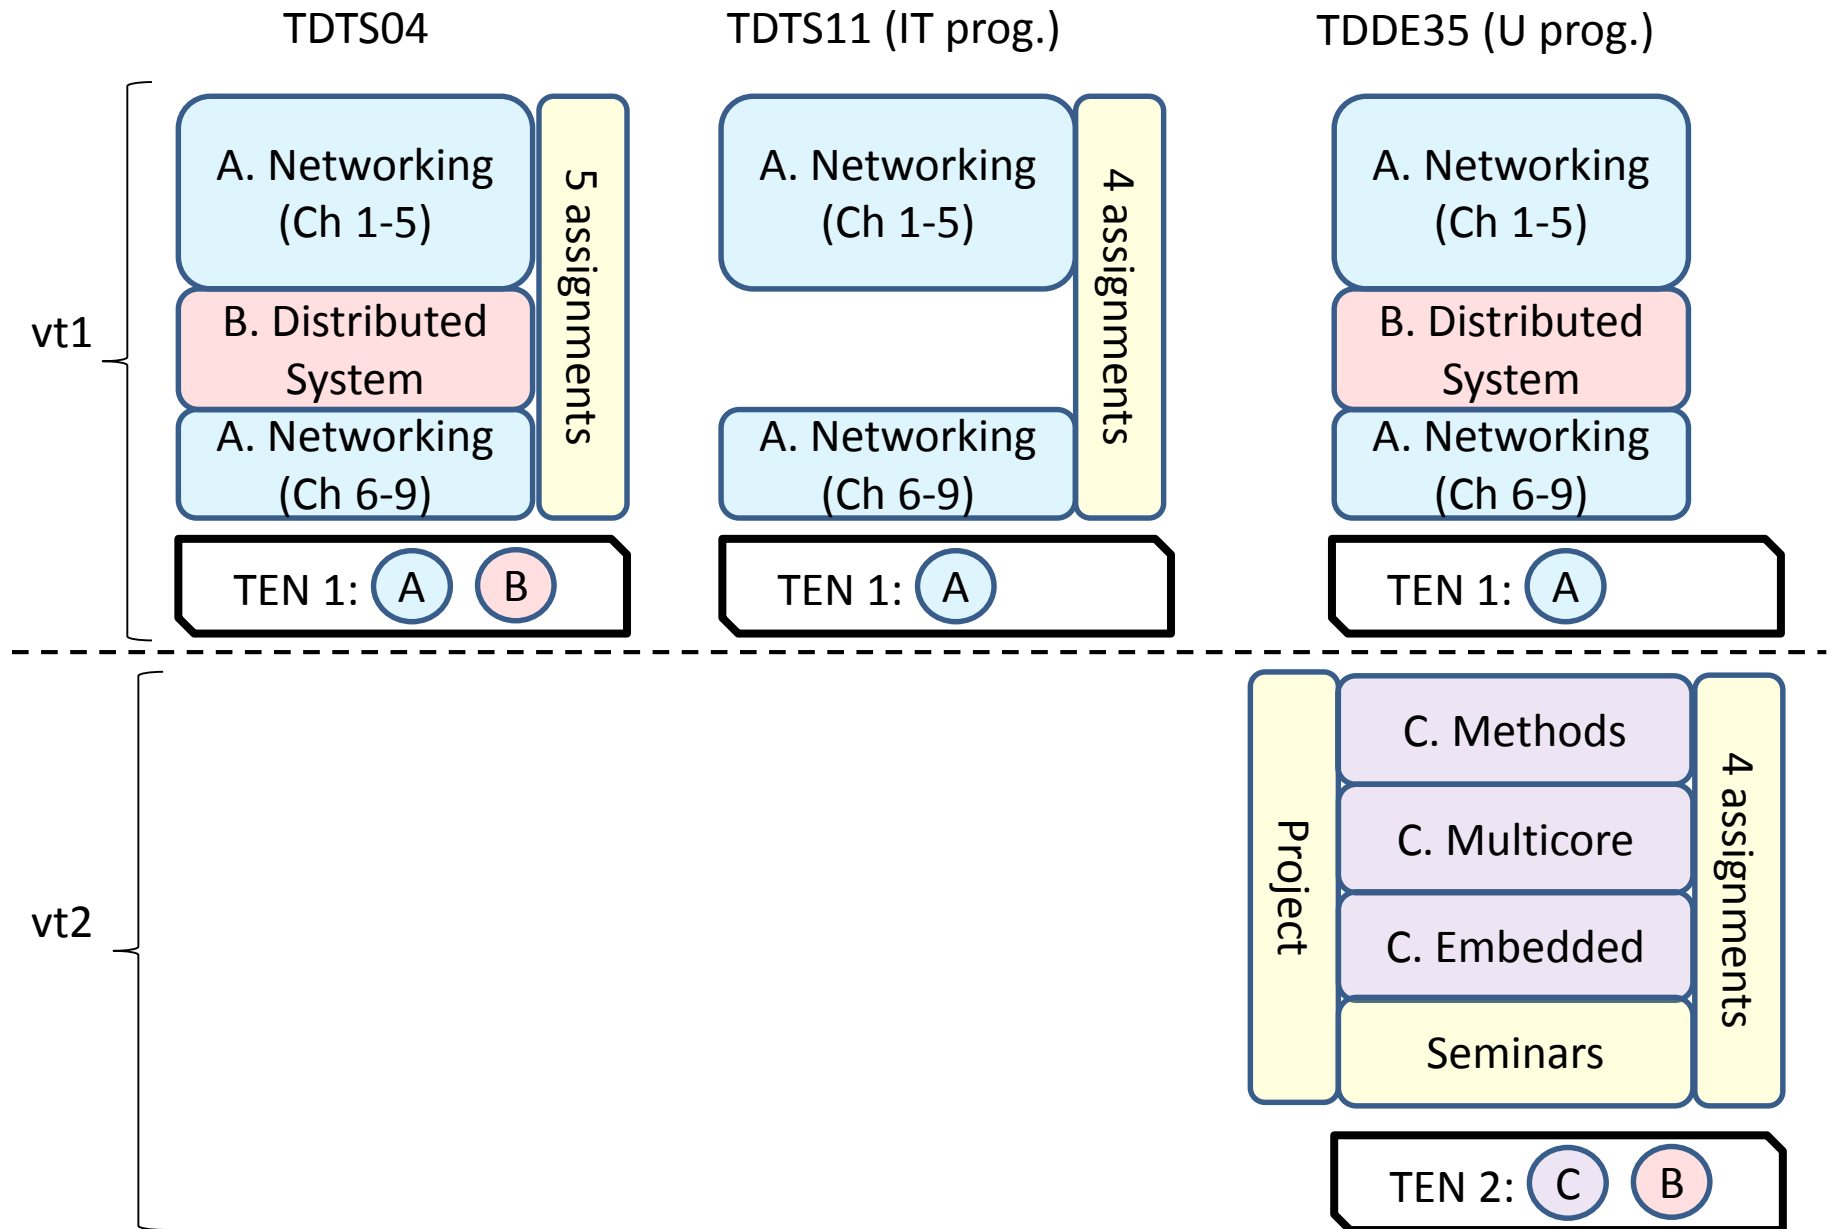 TDTS04
TDTS11 (IT prog.)
TDDE35 (U prog.)
vt1
A. Networking
(Ch 1-5)
B. Distributed
System
A. Networking
(Ch 6-9)
5 assignments
TEN 1: A B
A. Networking
(Ch 1-5)
A. Networking
(Ch 6-9)
4 assignments
TEN 1: A
A. Networking
(Ch 1-5)
B. Distributed
System
A. Networking
(Ch 6-9)
TEN 1: A
vt2
Project
C. Methods
C. Multicore
C. Embedded
Seminars
4 assignments
TEN 2: C B